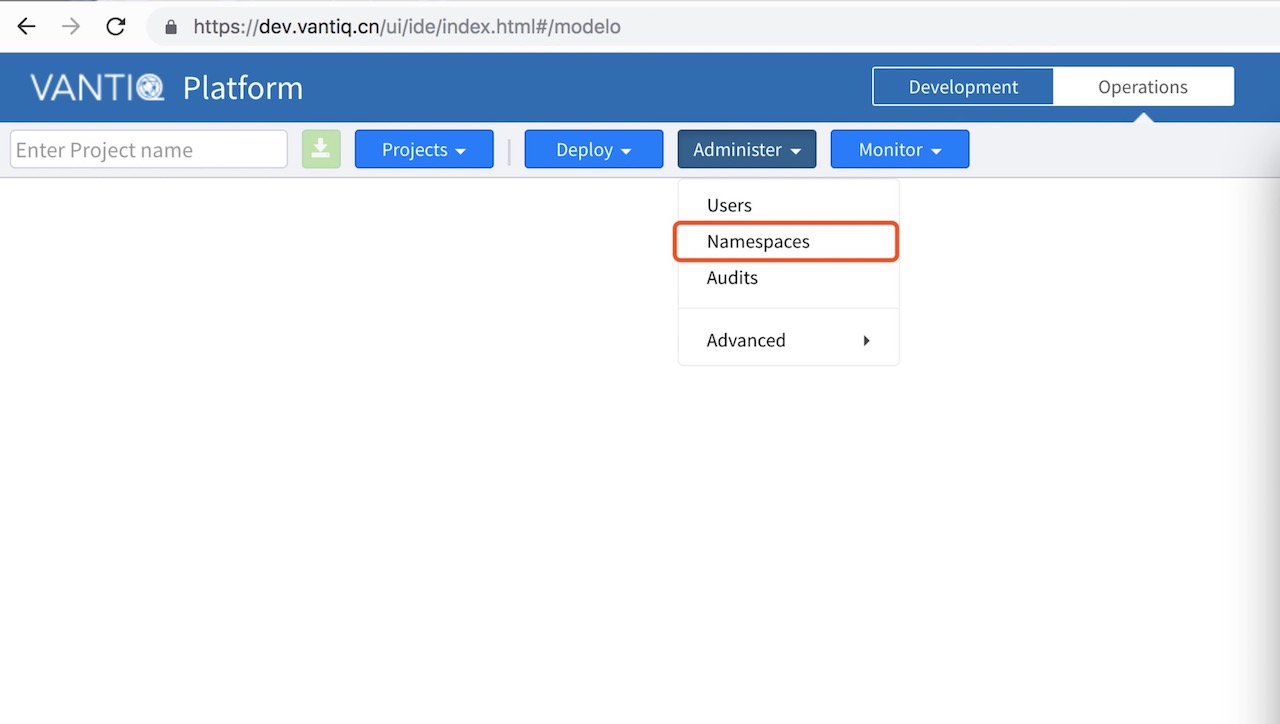 https://dev.vantiq.cn/ui/ide/index.html#/modelo
VANTIQ Platform
Development Operations
Enter Project name Projects Deploy Administer Monitor
Users
Namespaces
Audits
Advanced